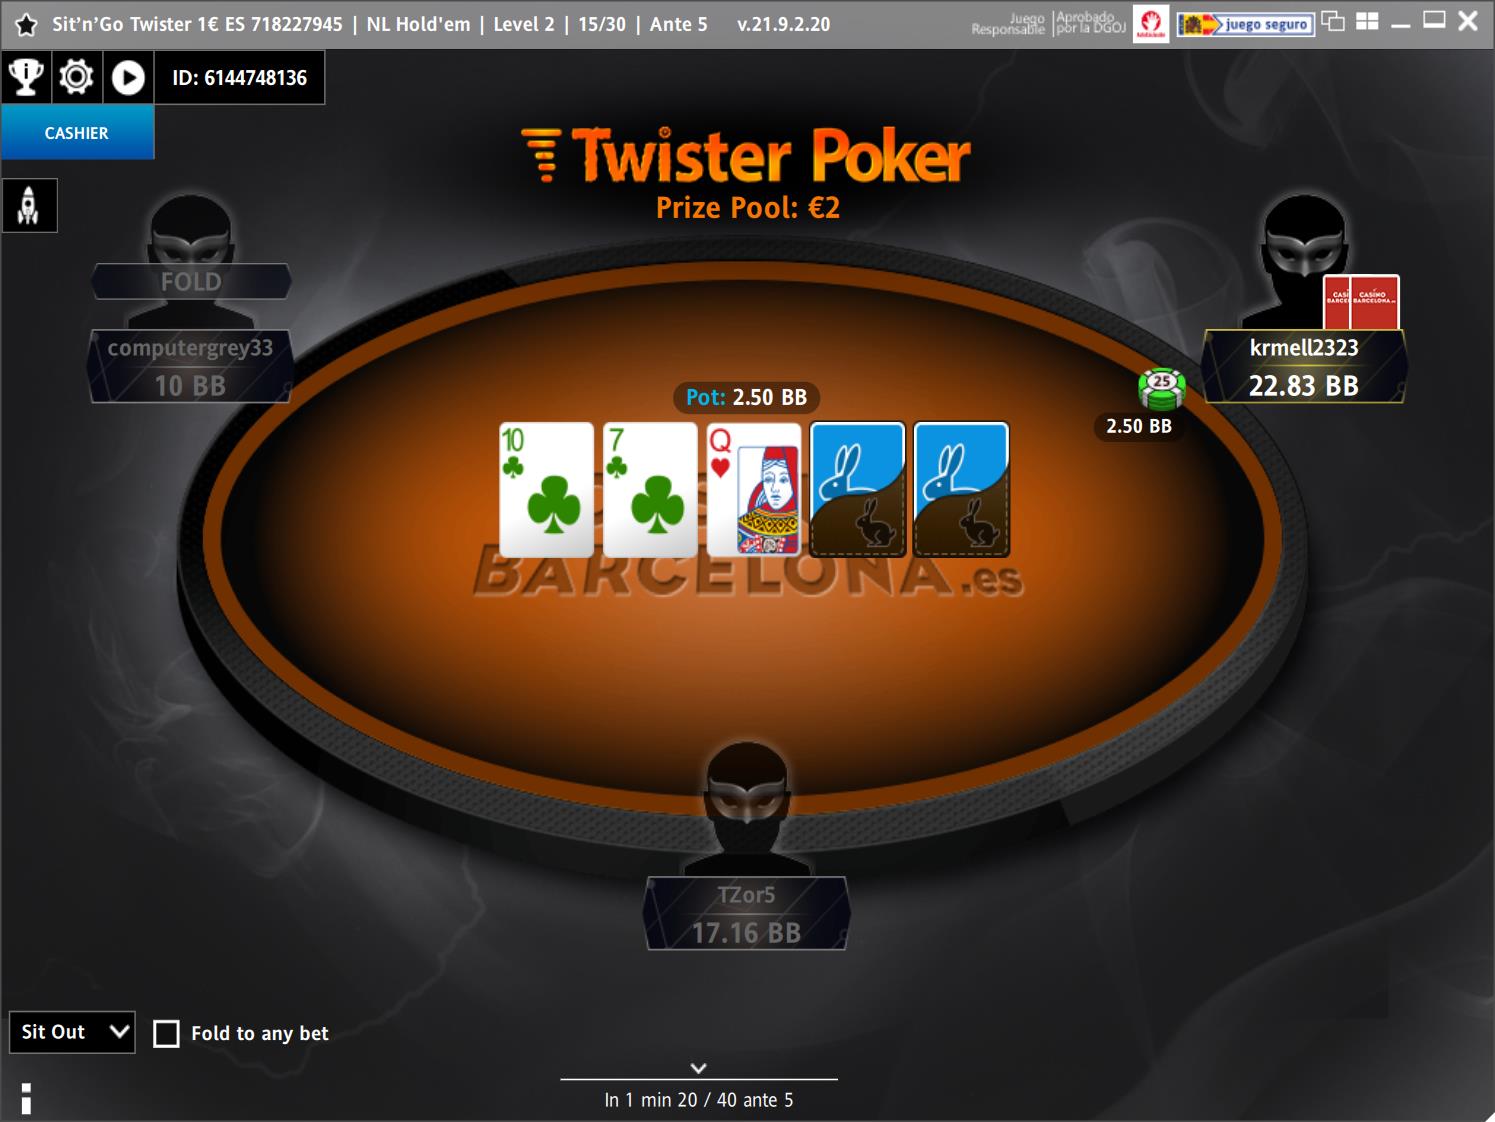 Sit'n'Go Twister 1€ ES 718227945 | NL Hold'em | Level 2 | 15/30 | Ante 5 v.21.9.2.20
Juego Responsable
Aprobado por la DGOJ
juego seguro
ID: 6144748136
CASHIER
Twister Poker
Prize Pool: €2
FOLD
computergrey33
10 BB
CASINO
BARCELONA.es
krmell2323
22.83 BB
25
2.50 BB
Pot: 2.50 BB
10
7
Q
BARCELONA.es
TZor5
17.16 BB
Sit Out
Fold to any bet
In 1 min 20 / 40 ante 5